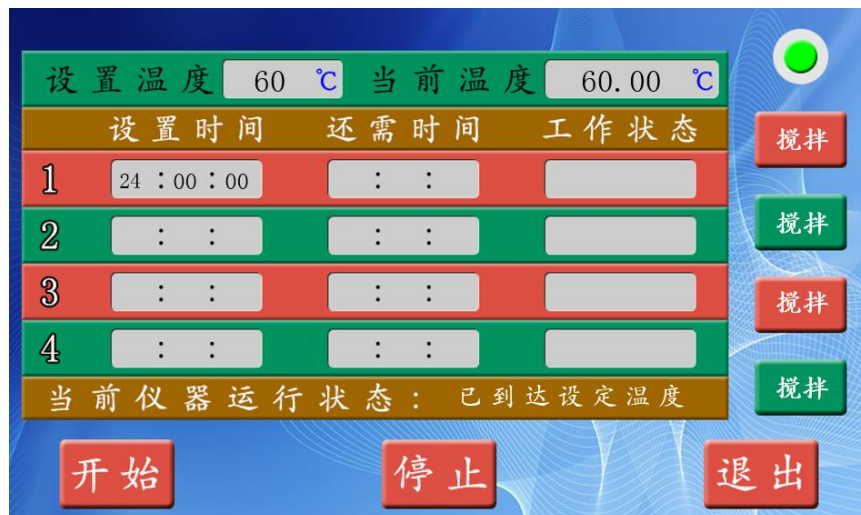 设置温度 60 ℃ 当前温度 60.00 ℃
设置时间 还需时间 工作状态 搅拌
1 24 : 00 : 00 : :
2 : : : : 搅拌
3 : : : : 搅拌
4 : : : :
当前仪器运行状态: 已到达设定温度 搅拌
开始 停止 退出